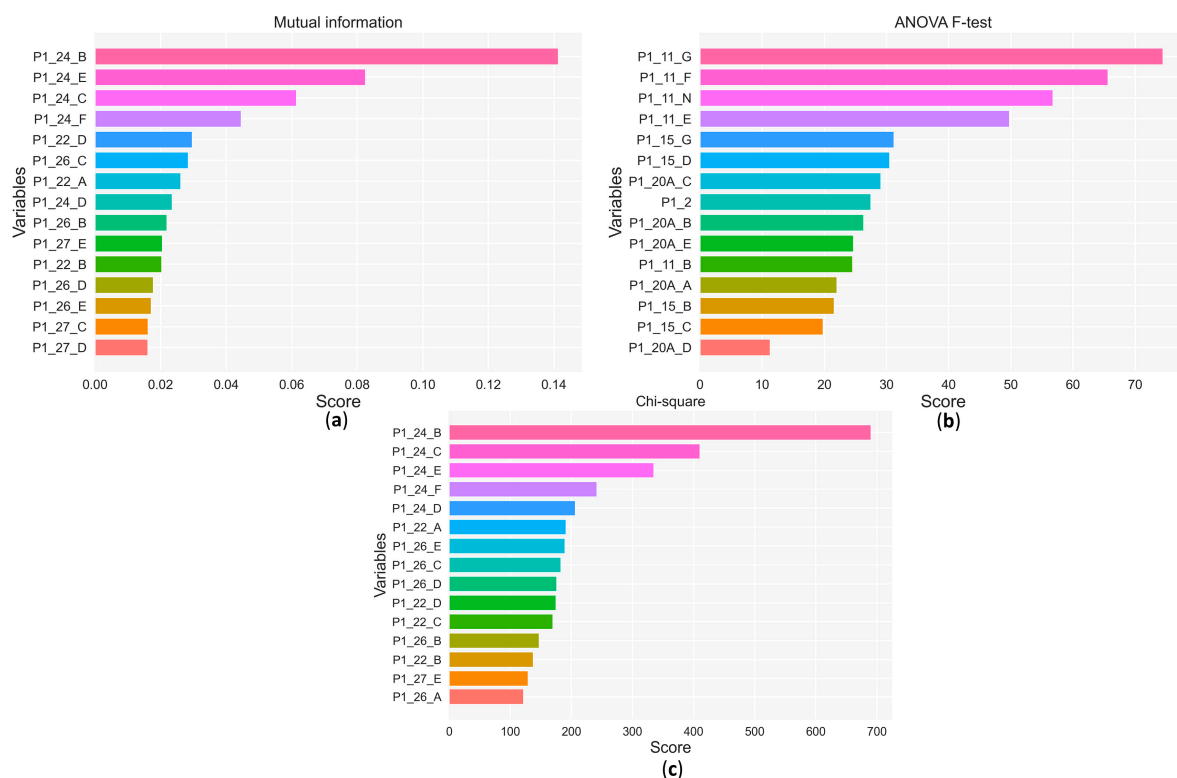 Mutual information
P1_24_B
P1_24_E
P1_24_C
P1_24_F
P1_22_D
P1_26_C
P1_22_A
P1_24_D
P1_26_B
P1_27_E
P1_22_B
P1_26_D
P1_26_E
P1_27_C
P1_27_D
Variables
0.00 0.02 0.04 0.06 0.08 0.10 0.12 0.14
Score
(a)
ANOVA F-test
P1_11_G
P1_11_F
P1_11_N
P1_11_E
P1_15_G
P1_15_D
P1_20A_C
P1_2
P1_20A_B
P1_20A_E
P1_11_B
P1_20A_A
P1_15_B
P1_15_C
P1_20A_D
Variables
0 10 20 30 40 50 60 70
Score
(b)
Chi-square
P1_24_B
P1_24_C
P1_24_E
P1_24_F
P1_24_D
P1_22_A
P1_26_E
P1_26_C
P1_26_D
P1_22_D
P1_22_C
P1_26_B
P1_22_B
P1_27_E
P1_26_A
Variables
0 100 200 300 400 500 600 700
Score
(c)